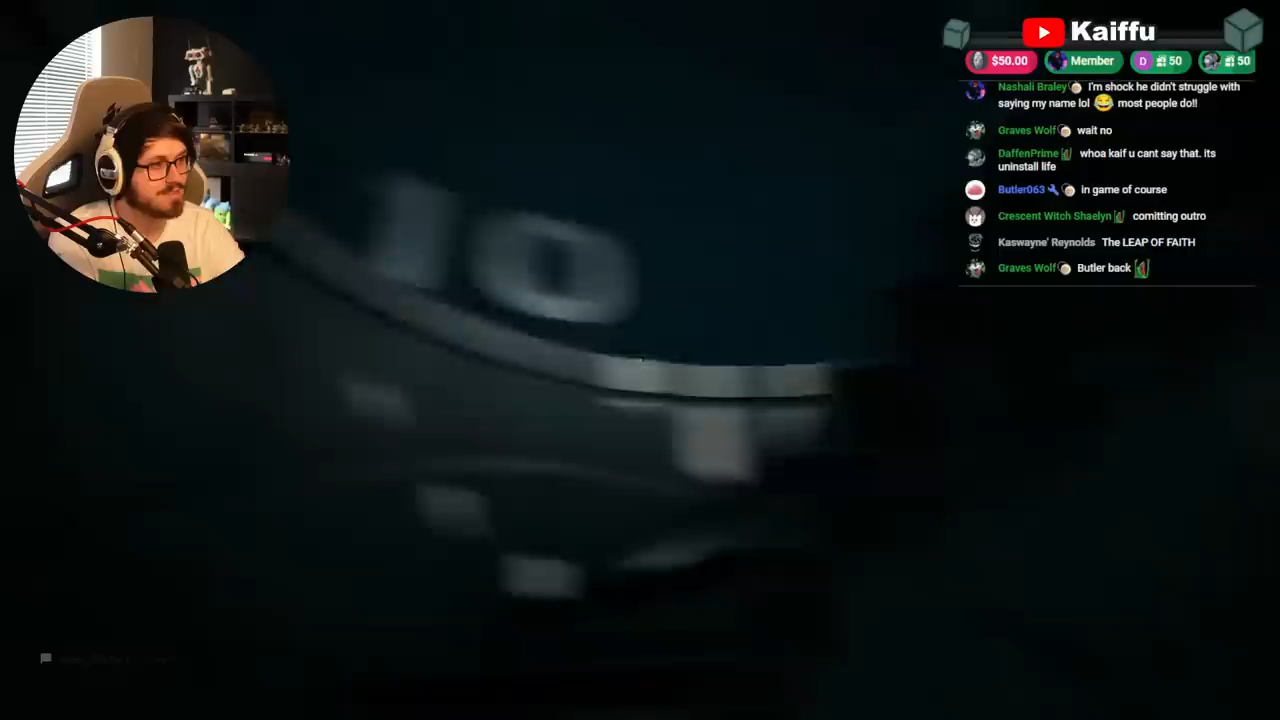 Kaiffu
$50.00 Member D 50 50
Nashali Braley I'm shock he didn't struggle with
saying my name lol 😂 most people do!!
Graves Wolf wait no
DaffenPrime whoa kaif u cant say that. its
uninstall life
Butler063 in game of course
Crescent Witch Shaelyn comitting outro
Kaswayne' Reynolds The LEAP OF FAITH
Graves Wolf Butler back
10